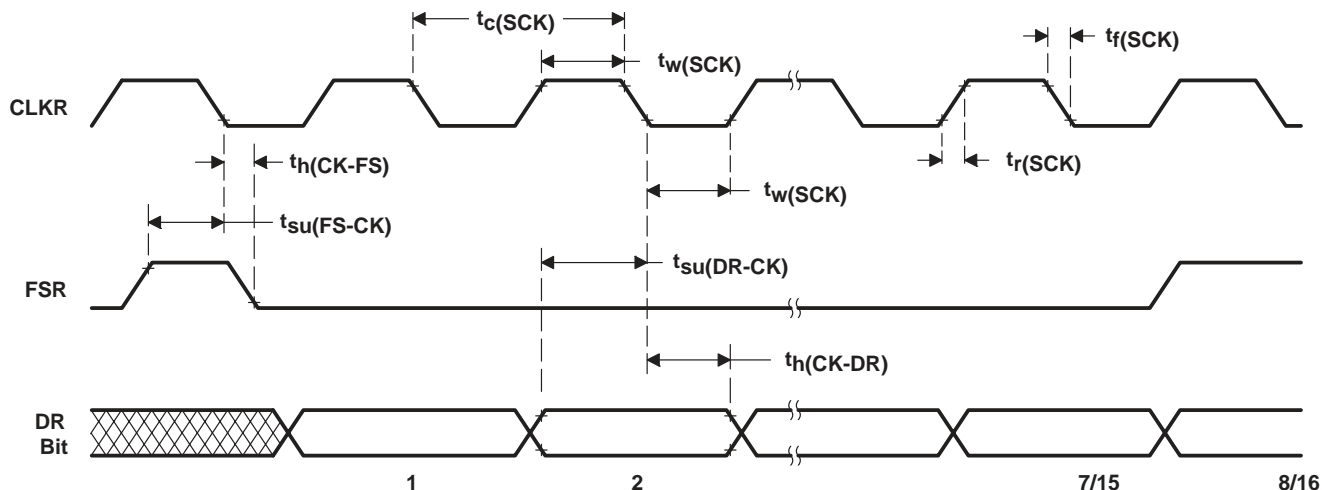 tc(SCK)
tf(SCK)
tw(SCK)
CLKR
th(CK-FS)
tr(SCK)
tw(SCK)
tsu(FS-CK)
tsu(DR-CK)
FSR
th(CK-DR)
DR
Bit
1 2 7/15 8/16